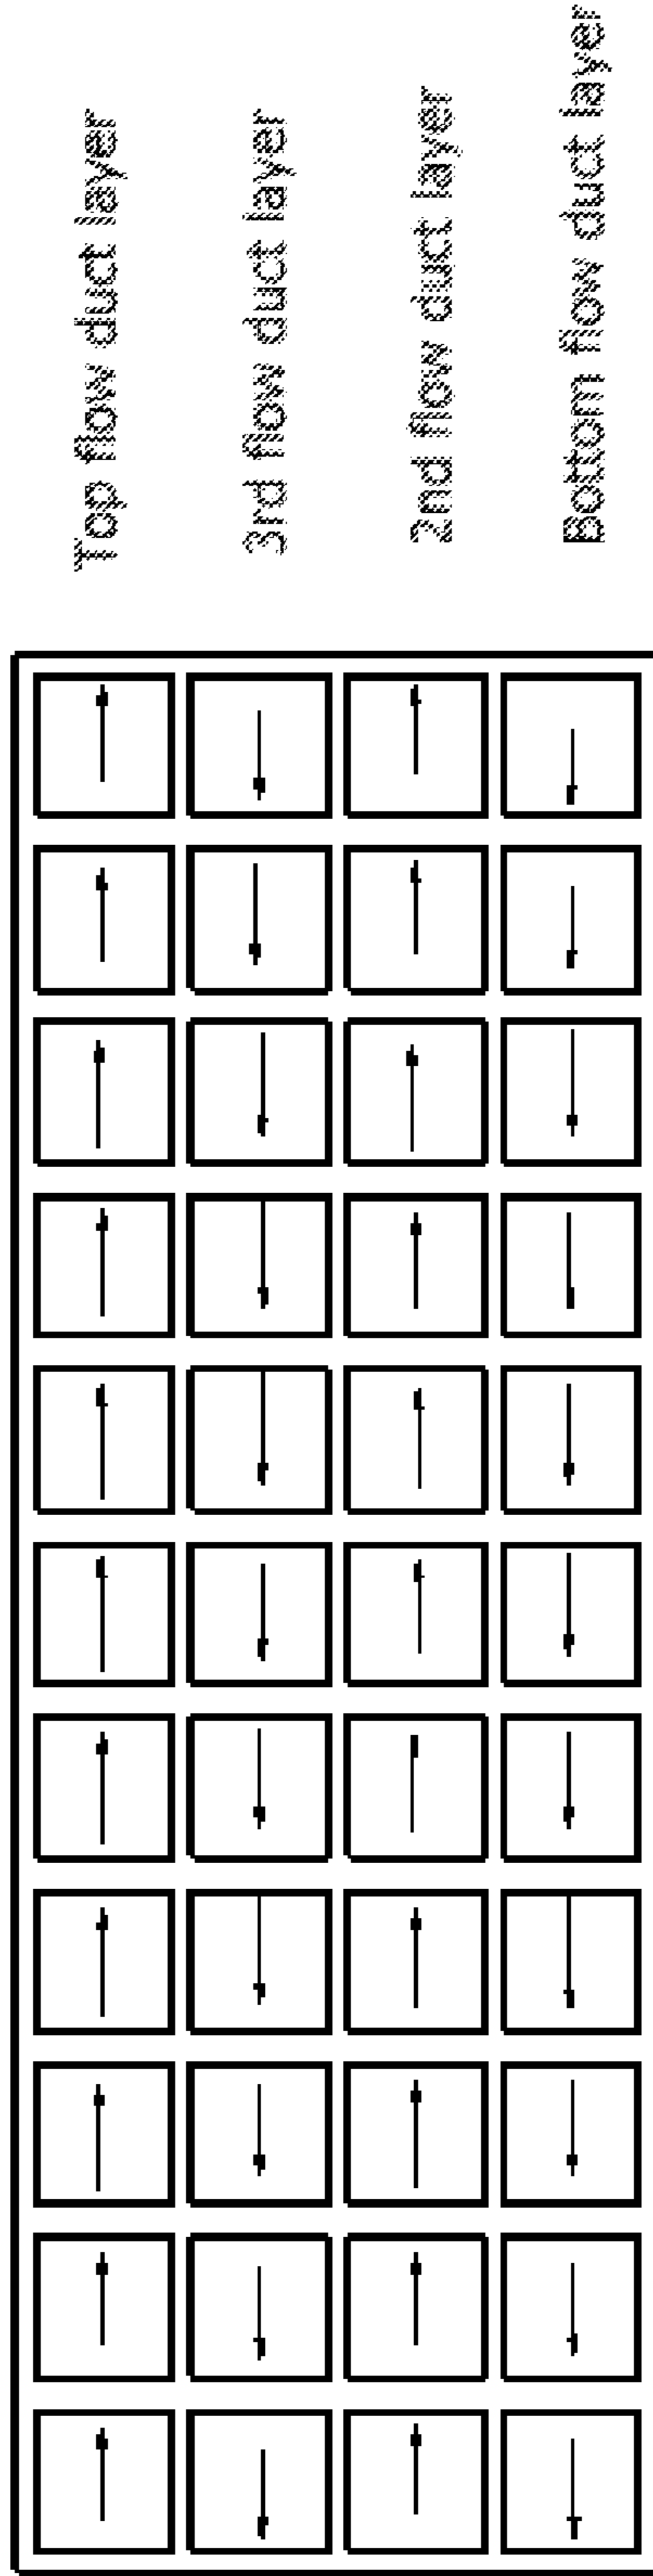 Top flow duct layer
3rd flow duct layer
2nd flow duct layer
Bottom flow duct layer